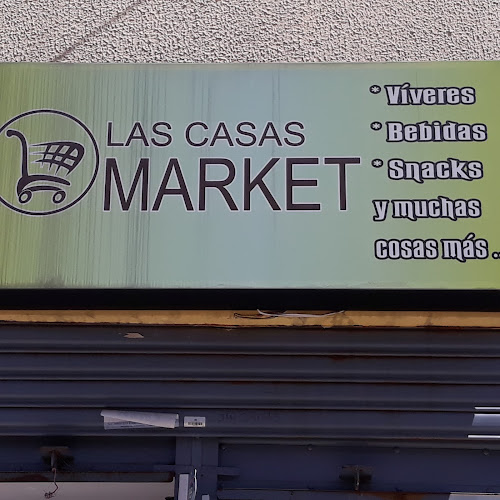 LAS CASAS
MARKET
* Víveres
* Bebidas
* Snacks
y muchas
cosas más ..